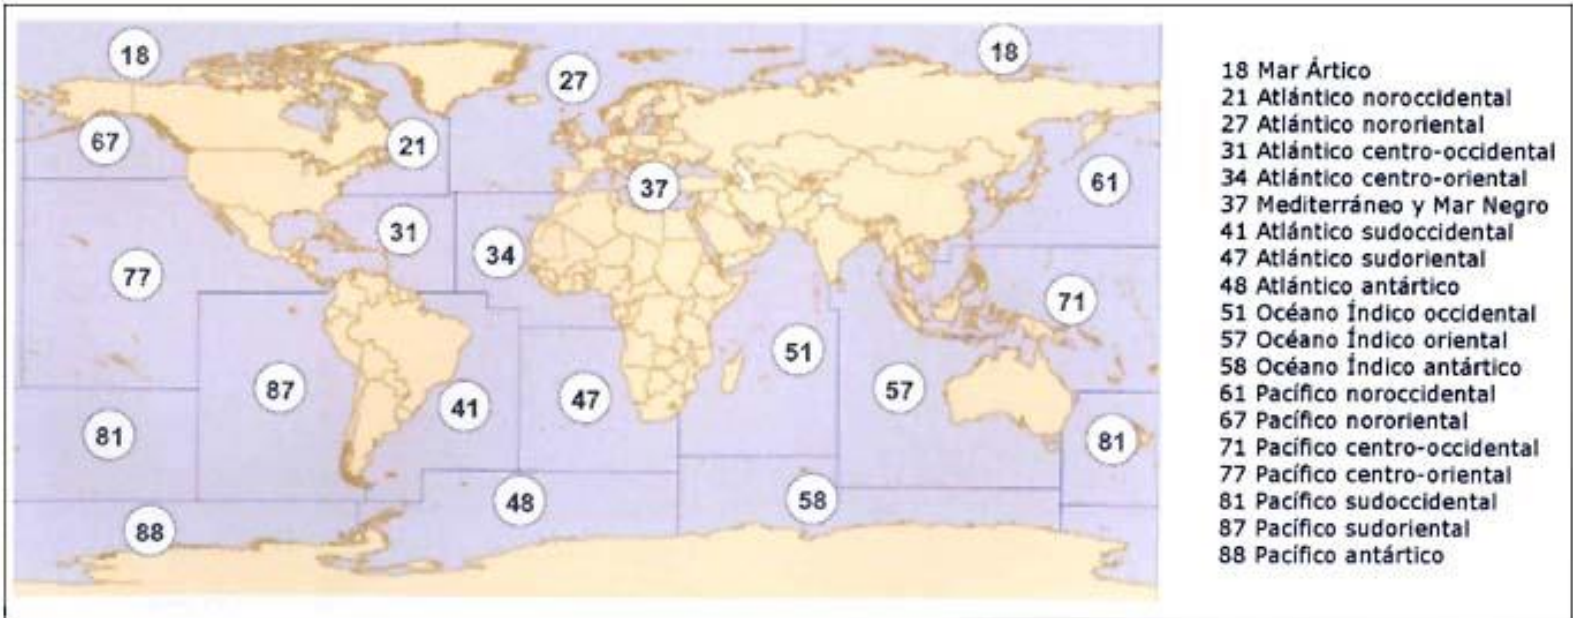 18
18
27
67
21
37
61
31
34
77
71
51
87
57
47
41
81
81
48
58
88
18 Mar Ártico
21 Atlántico noroccidental
27 Atlántico nororiental
31 Atlántico centro-occidental
34 Atlántico centro-oriental
37 Mediterráneo y Mar Negro
41 Atlántico sudoccidental
47 Atlántico sudoriental
48 Atlántico antártico
51 Océano Índico occidental
57 Océano Índico oriental
58 Océano Índico antártico
61 Pacífico noroccidental
67 Pacífico nororiental
71 Pacífico centro-occidental
77 Pacífico centro-oriental
81 Pacífico sudoccidental
87 Pacífico sudoriental
88 Pacífico antártico